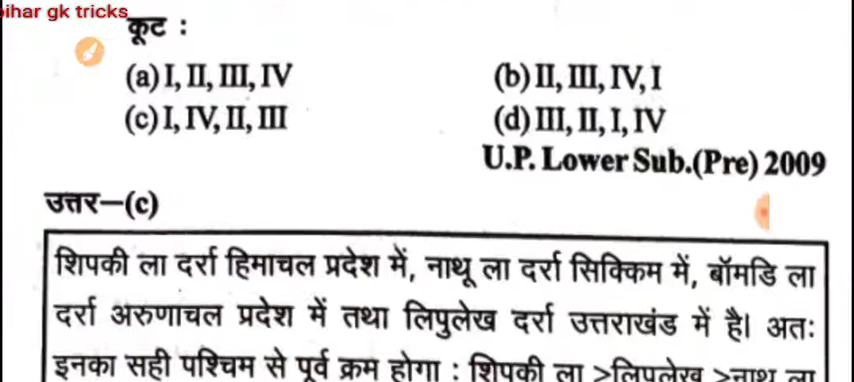 ihar gk tricks
कूट :
(a) I, II, III, IV (b) II, III, IV, I
(c) I, IV, II, III (d) III, II, I, IV
U.P. Lower Sub.(Pre) 2009
उत्तर—(c)
शिपकी ला दर्रा हिमाचल प्रदेश में, नाथू ला दर्रा सिक्किम में, बॉमडि ला
दर्रा अरुणाचल प्रदेश में तथा लिपुलेख दर्रा उत्तराखंड में है। अतः
इनका सही पश्चिम से पूर्व क्रम होगा : शिपकी ला >लिपुलेख >नाथू ला